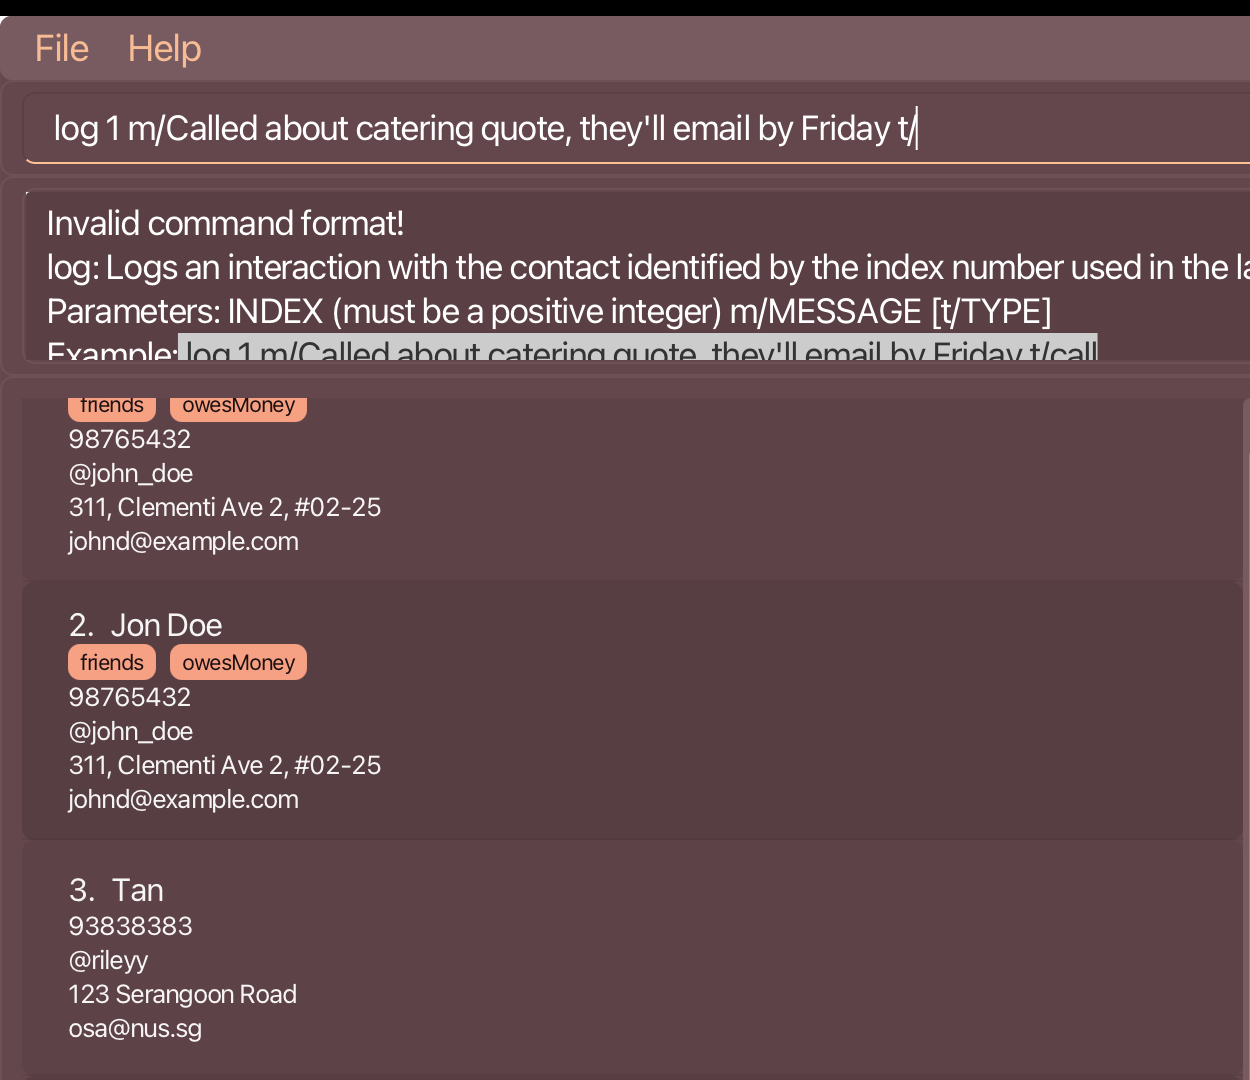 File Help
log 1 m/Called about catering quote, they'll email by Friday t/
Invalid command format!
log: Logs an interaction with the contact identified by the index number used in the
Parameters: INDEX (must be a positive integer) m/MESSAGE [t/TYPE]
Example: log 1 m/Called about catering quote, they'll email by Friday t/call
friends owesMoney
98765432
@john_doe
311, Clementi Ave 2, #02-25
johnd@example.com
2. Jon Doe
friends owesMoney
98765432
@john_doe
311, Clementi Ave 2, #02-25
johnd@example.com
3. Tan
93838383
@rileyy
123 Serangoon Road
osa@nus.sg